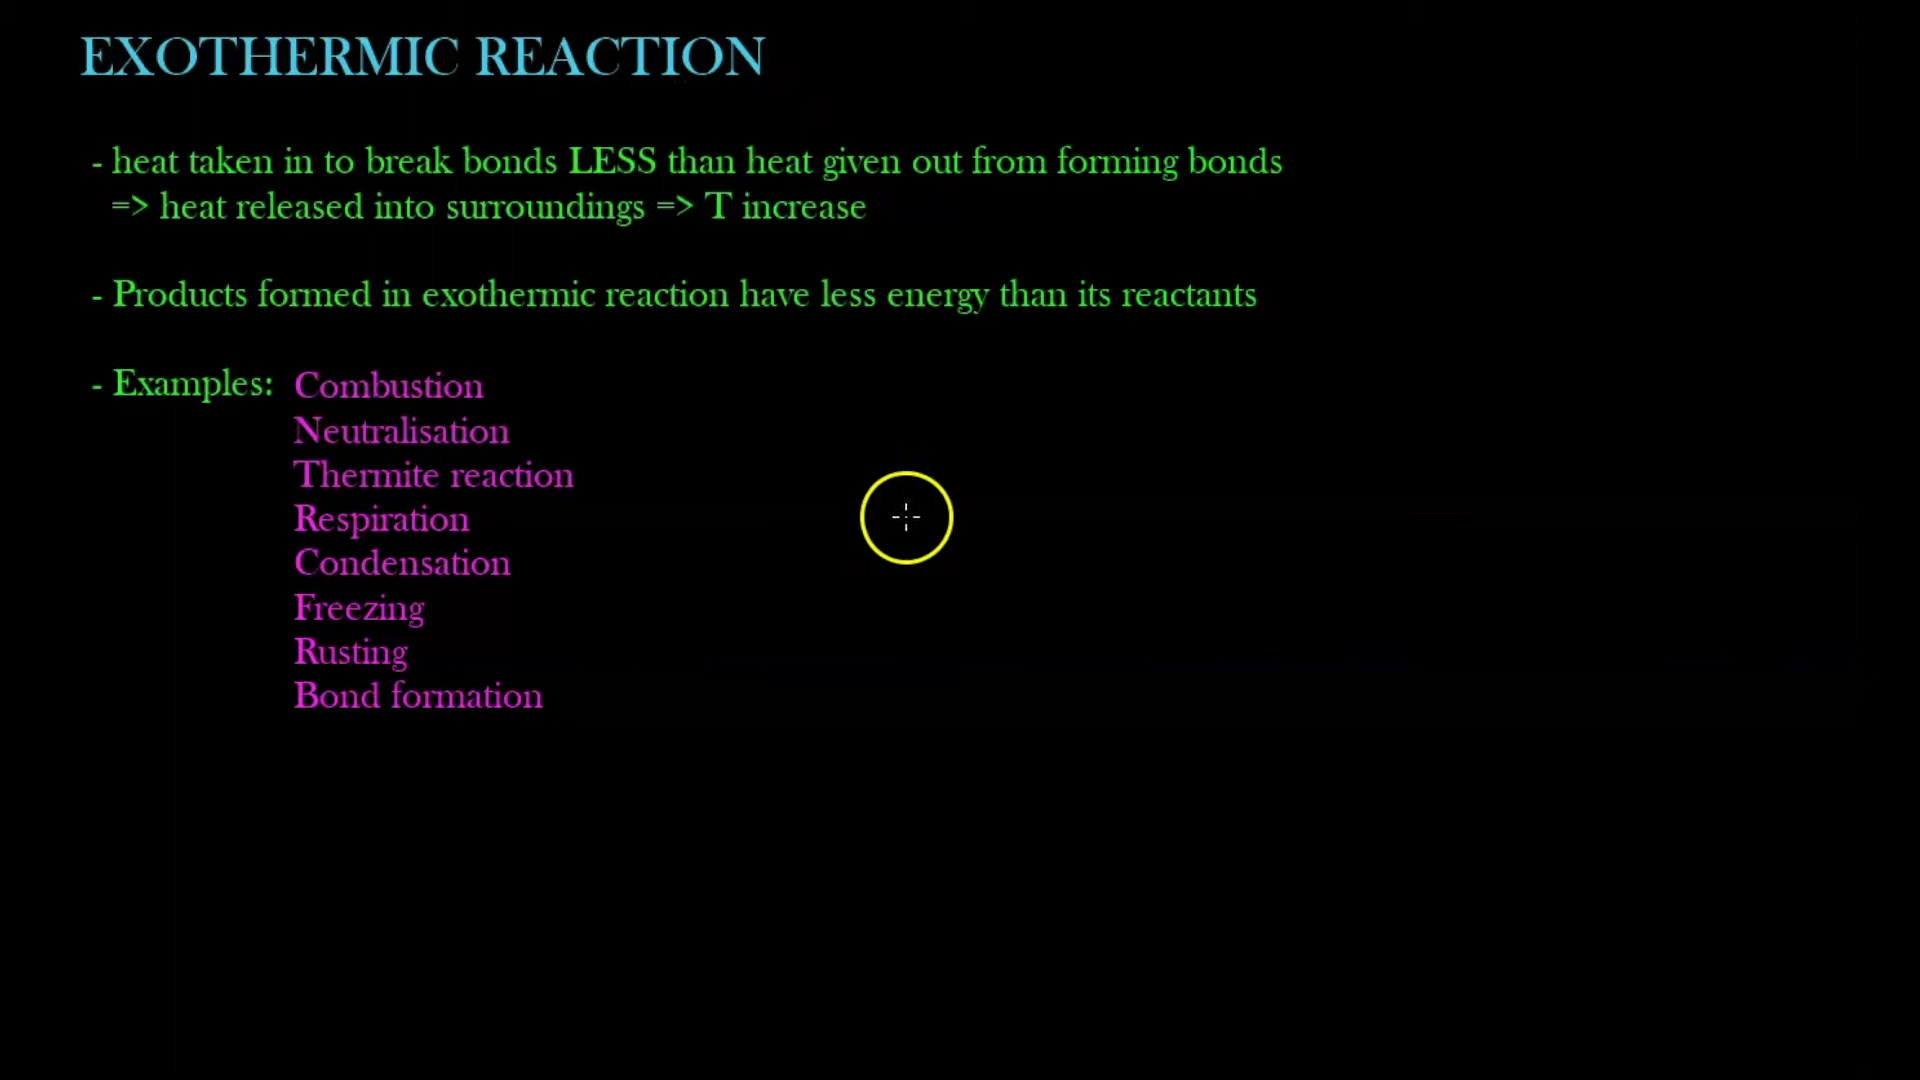 EXOTHERMIC REACTION
- heat taken in to break bonds LESS than heat given out from forming bonds
=> heat released into surroundings => T increase
- Products formed in exothermic reaction have less energy than its reactants
- Examples: Combustion
Neutralisation
Thermite reaction
Respiration
Condensation
Freezing
Rusting
Bond formation